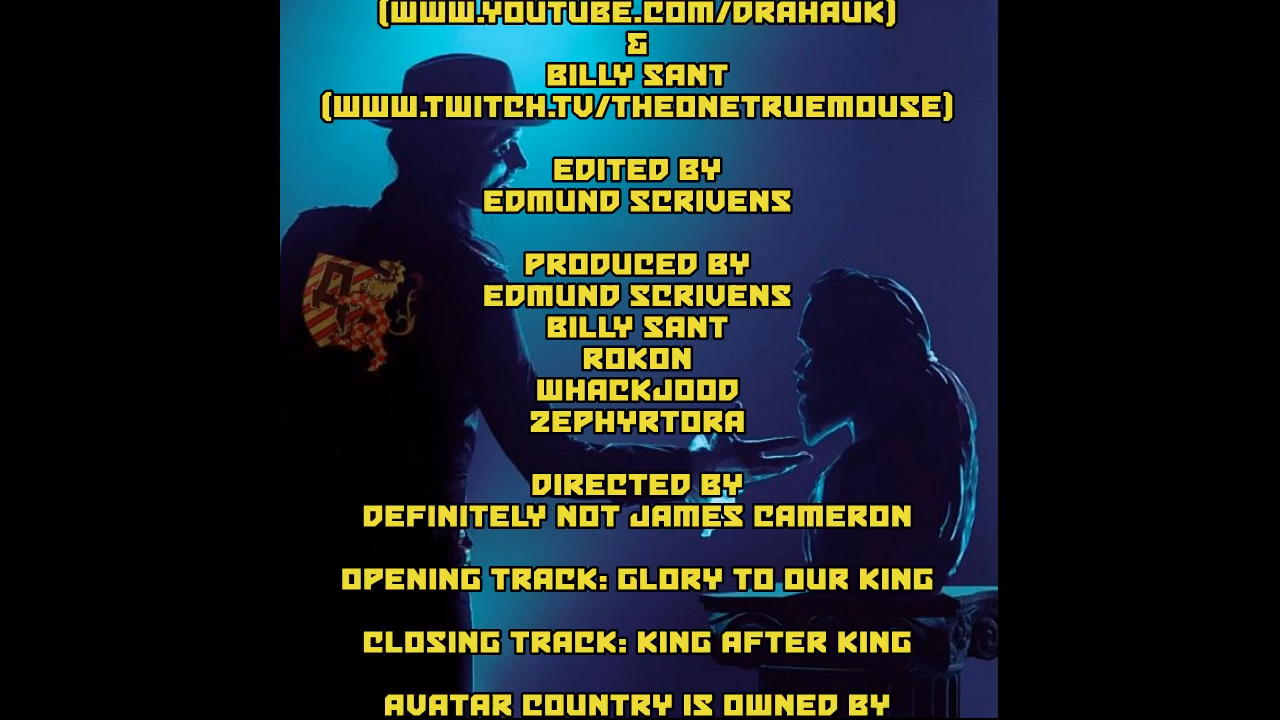 (WWW.YOUTUBE.COM/DRAHAUK)
&
BILLY SANT
(WWW.TWITCH.TV/THEONETRUEMOUSE)
EDITED BY
EDMUND SCRIVENS
PRODUCED BY
EDMUND SCRIVENS
BILLY SANT
ROKON
WHACKJOOD
ZEPHYRTORA
DIRECTED BY
DEFINITELY NOT JAMES CAMERON
OPENING TRACK: GLORY TO OUR KING
CLOSING TRACK: KING AFTER KING
AVATAR COUNTRY IS OWNED BY